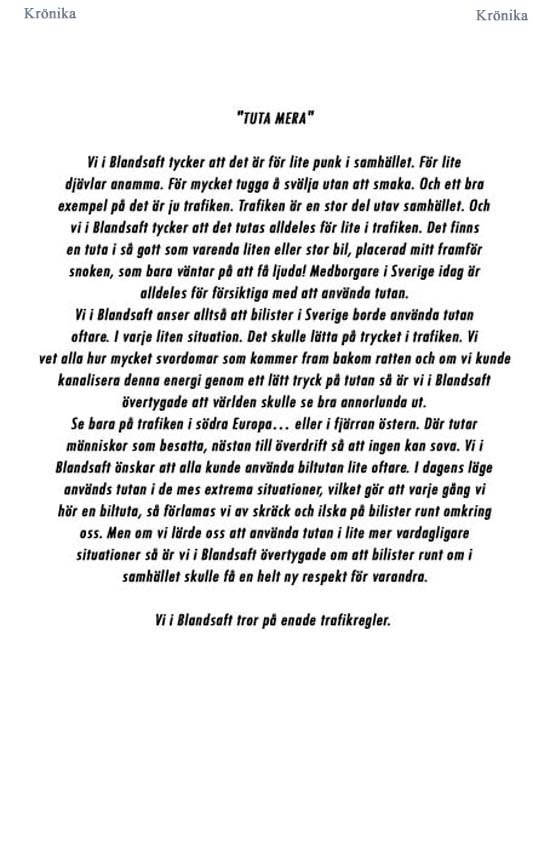 Krönika
Krönika
"TUTA MERA"
Vi i Blandsaft tycker att det är för lite punk i samhället. För lite
djävlar anamma. För mycket tugga å svälja utan att smaka. Och ett bra
exempel på det är ju trafiken. Trafiken är en stor del utav samhället. Och
vi i Blandsaft tycker att det tutas alldeles för lite i trafiken. Det finns
en tuta i så gott som varenda liten eller stor bil, placerad mitt framför
snoken, som bara väntar på att få ljuda! Medborgare i Sverige idag är
alldeles för försiktiga med att använda tutan.
Vi i Blandsaft anser alltså att bilister i Sverige borde använda tutan
oftare. I varje liten situation. Det skulle lätta på trycket i trafiken. Vi
vet alla hur mycket svordomar som kommer fram bakom ratten och om vi kunde
kanalisera denna energi genom ett lätt tryck på tutan så är vi i Blandsaft
övertygade att världen skulle se bra annorlunda ut.
Se bara på trafiken i södra Europa... eller i fjärran östern. Där tutar
människor som besatta, nästan till överdrift så att ingen kan sova. Vi i
Blandsaft önskar att alla kunde använda biltutan lite oftare. I dagens läge
används tutan i de mes extrema situationer, vilket gör att varje gång vi
hör en biltuta, så förlamas vi av skräck och ilska på bilister runt omkring
oss. Men om vi lärde oss att använda tutan i lite mer vardagligare
situationer så är vi i Blandsaft övertygade om att bilister runt om i
samhället skulle få en helt ny respekt för varandra.
Vi i Blandsaft tror på enade trafikregler.